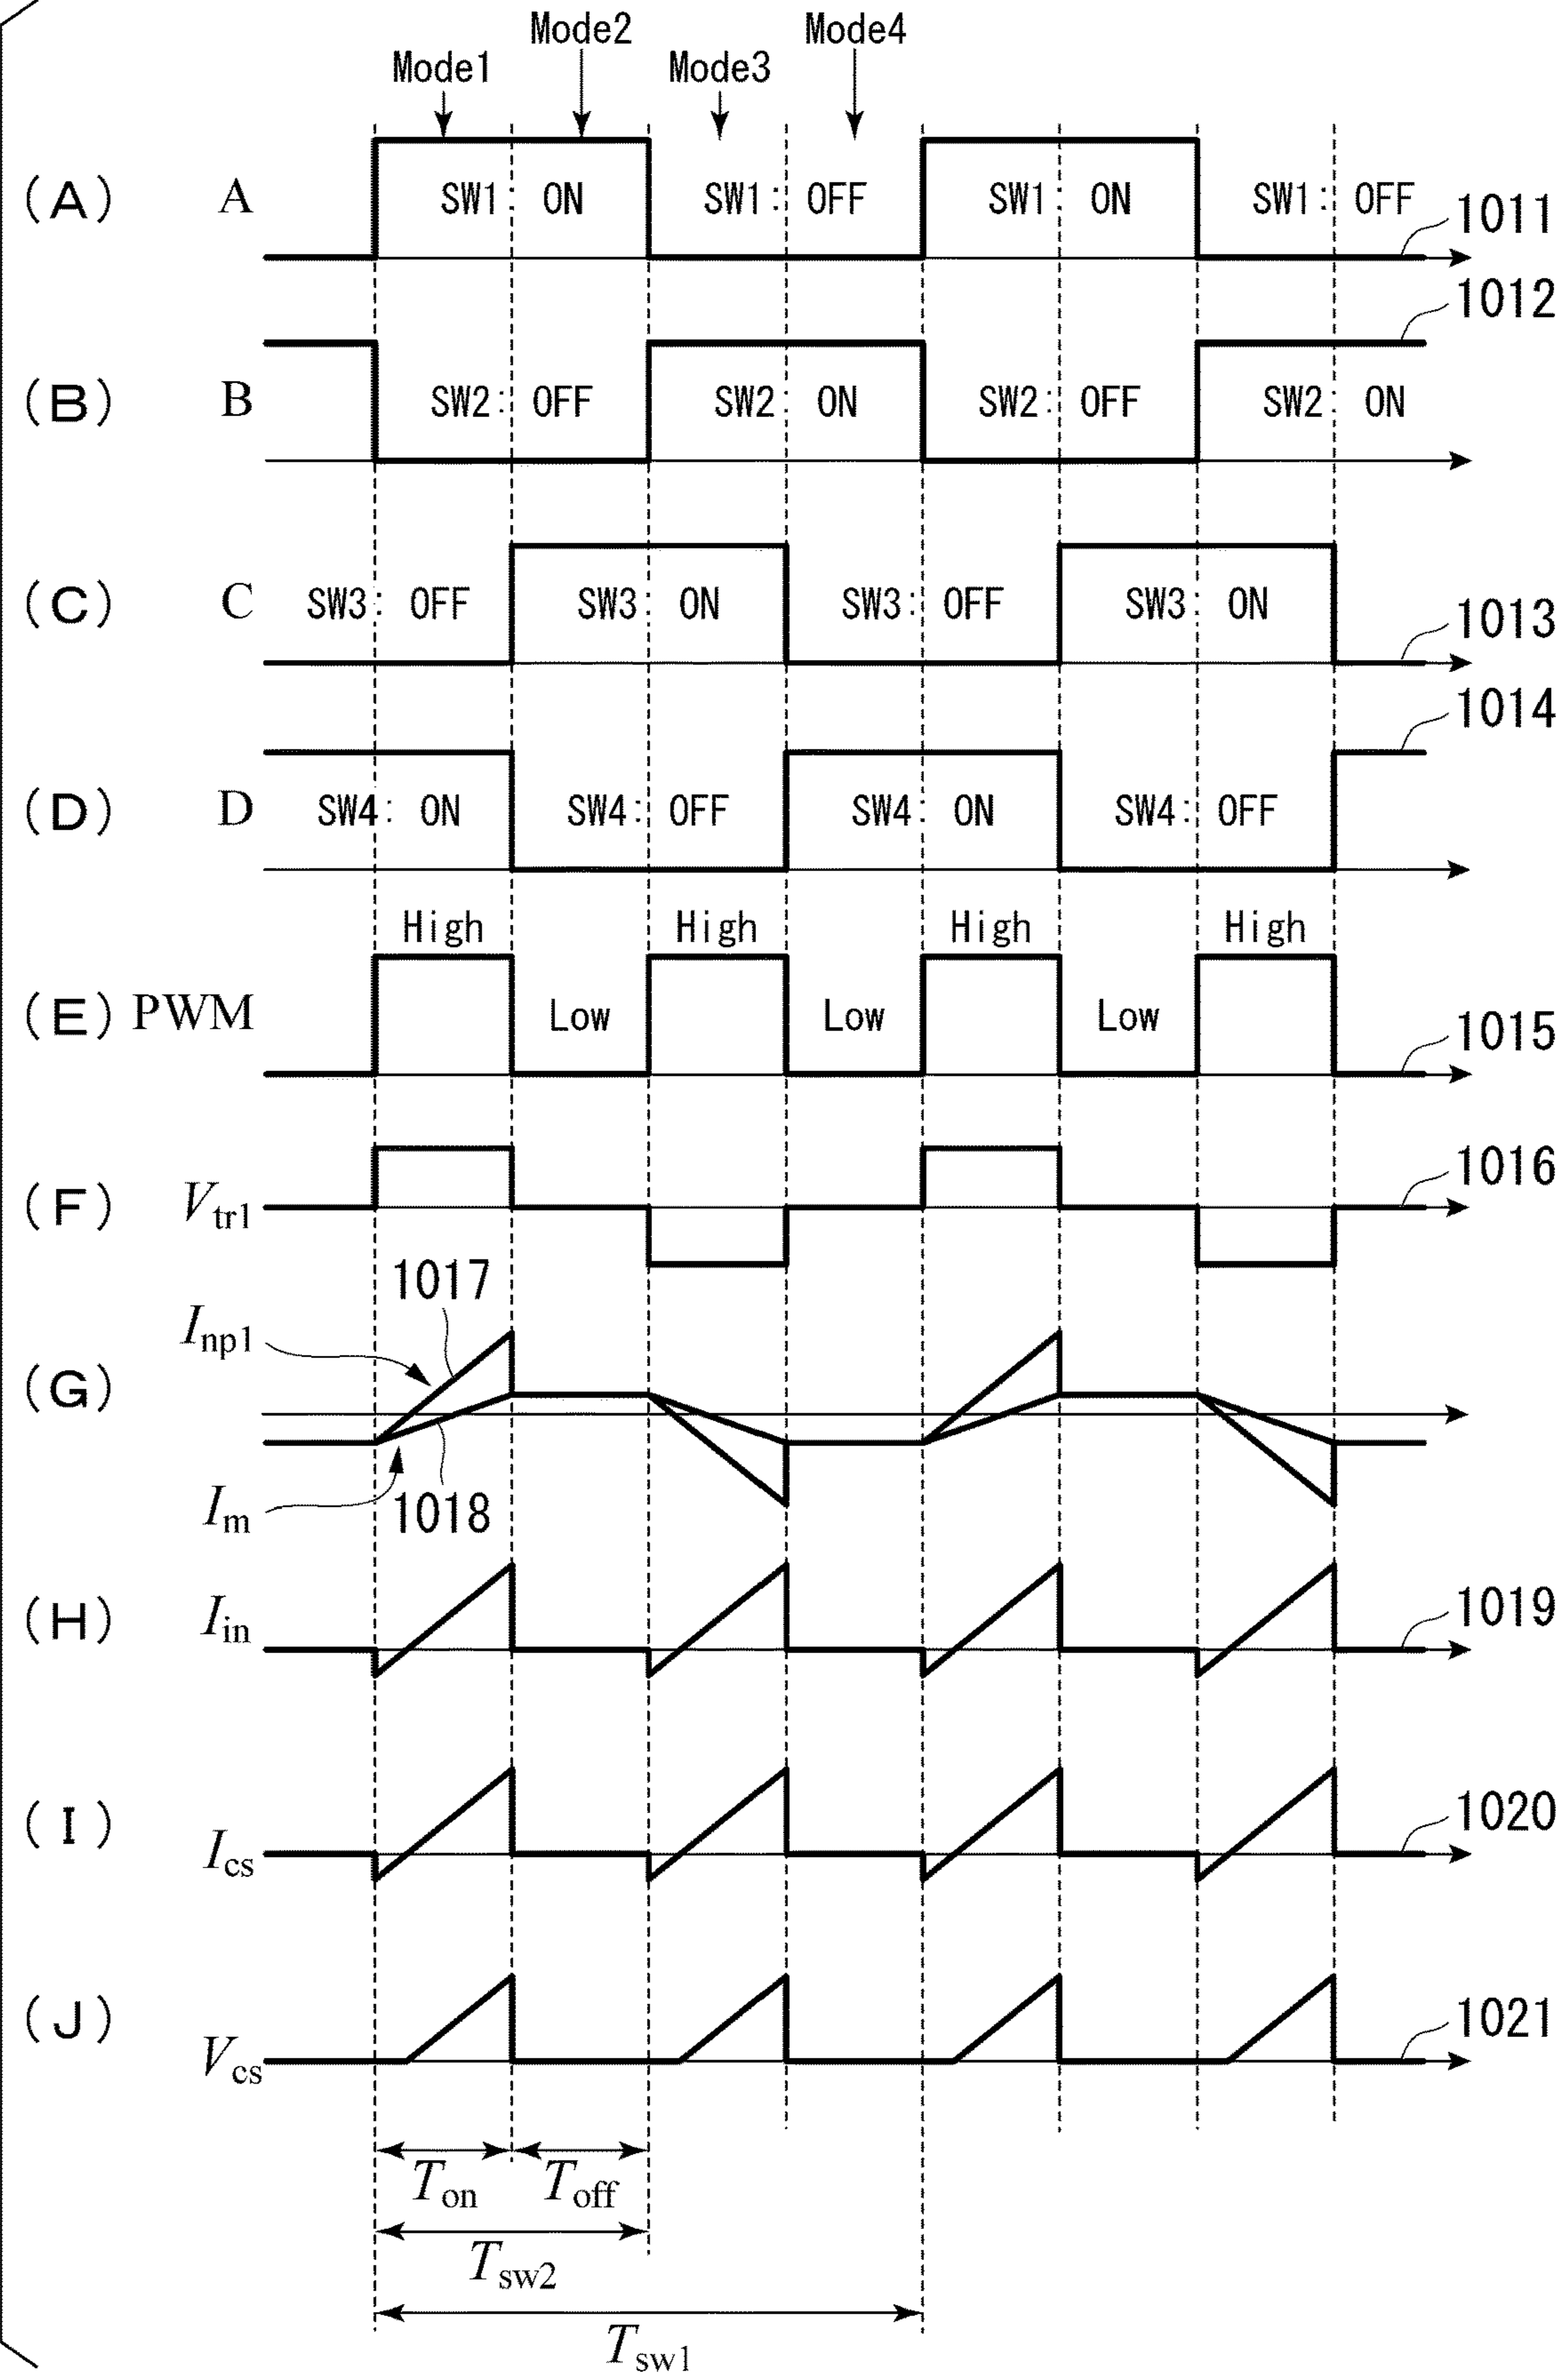 Mode1 Mode2 Mode3 Mode4
(A) A SW1: ON SW1: OFF SW1: ON SW1: OFF 1011
1012
(B) B SW2: OFF SW2: ON SW2: OFF SW2: ON
(C) C SW3: OFF SW3: ON SW3: OFF SW3: ON 1013
1014
(D) D SW4: ON SW4: OFF SW4: ON SW4: OFF
High High High High
(E) PWM Low Low Low 1015
(F) Vtr1 1016
1017
Inp1
(G)
Im 1018
(H) Iin 1019
(I) Ics 1020
(J) Vcs 1021
Ton Toff
Tsw2
Tsw1